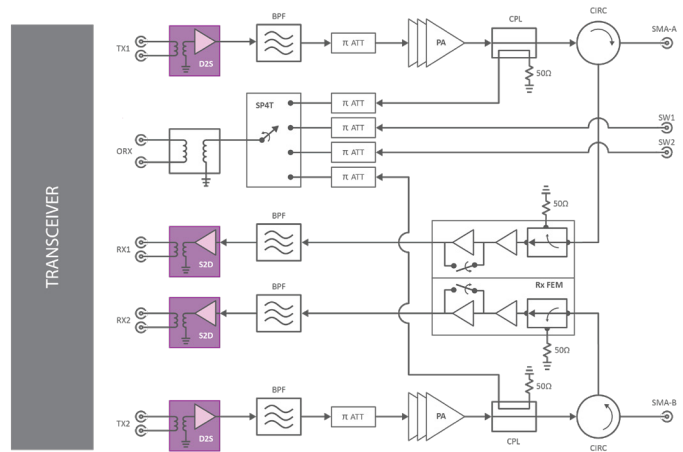 TRANSCEIVER
TX1
D2S
BPF
π ATT
PA
CPL
50Ω
CIRC
SMA-A
SP4T
π ATT
π ATT
π ATT
π ATT
ORX
SW1
SW2
50Ω
RX1
S2D
BPF
Rx FEM
RX2
S2D
BPF
50Ω
50Ω
TX2
D2S
BPF
π ATT
PA
CPL
CIRC
SMA-B